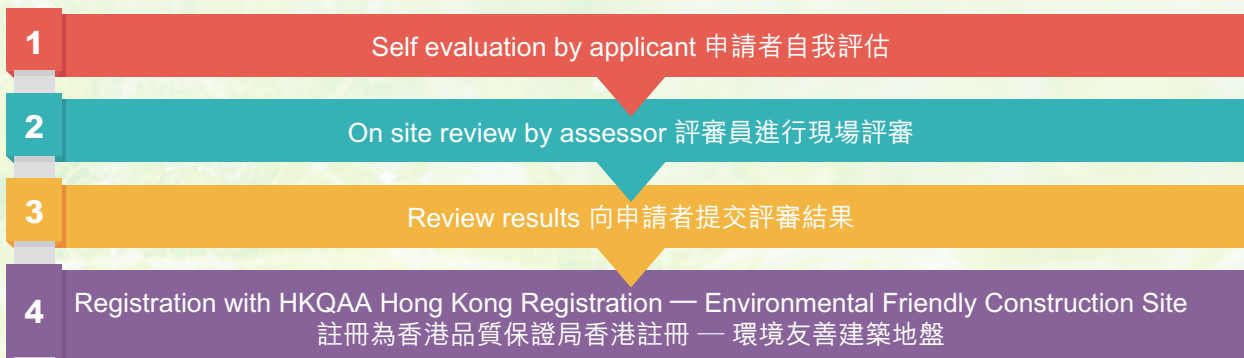 1
Self evaluation by applicant 申請者自我評估
2
On site review by assessor 評審員進行現場評審
3
Review results 向申請者提交評審結果
4
Registration with HKQAA Hong Kong Registration — Environmental Friendly Construction Site
註冊為香港品質保證局香港註冊 — 環境友善建築地盤